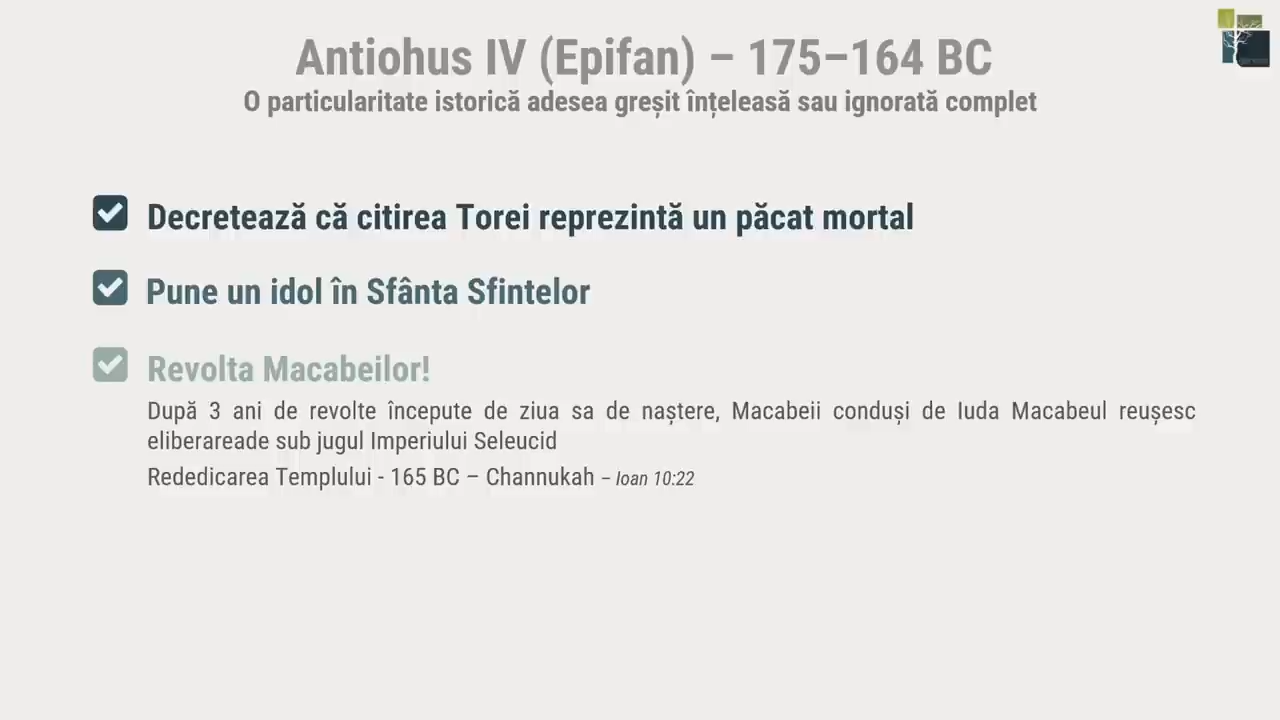 Antiohus IV (Epifan) – 175–164 BC
O particularitate istorică adesea greșit înțeleasă sau ignorată complet
Decretează că citirea Torei reprezintă un păcat mortal
Pune un idol în Sfânta Sfintelor
Revolta Macabeilor!
După 3 ani de revolte începute de ziua sa de naștere, Macabeii conduși de Iuda Macabeul reușesc
eliberareade sub jugul Imperiului Seleucid
Rededicarea Templului - 165 BC – Channukah – Ioan 10:22